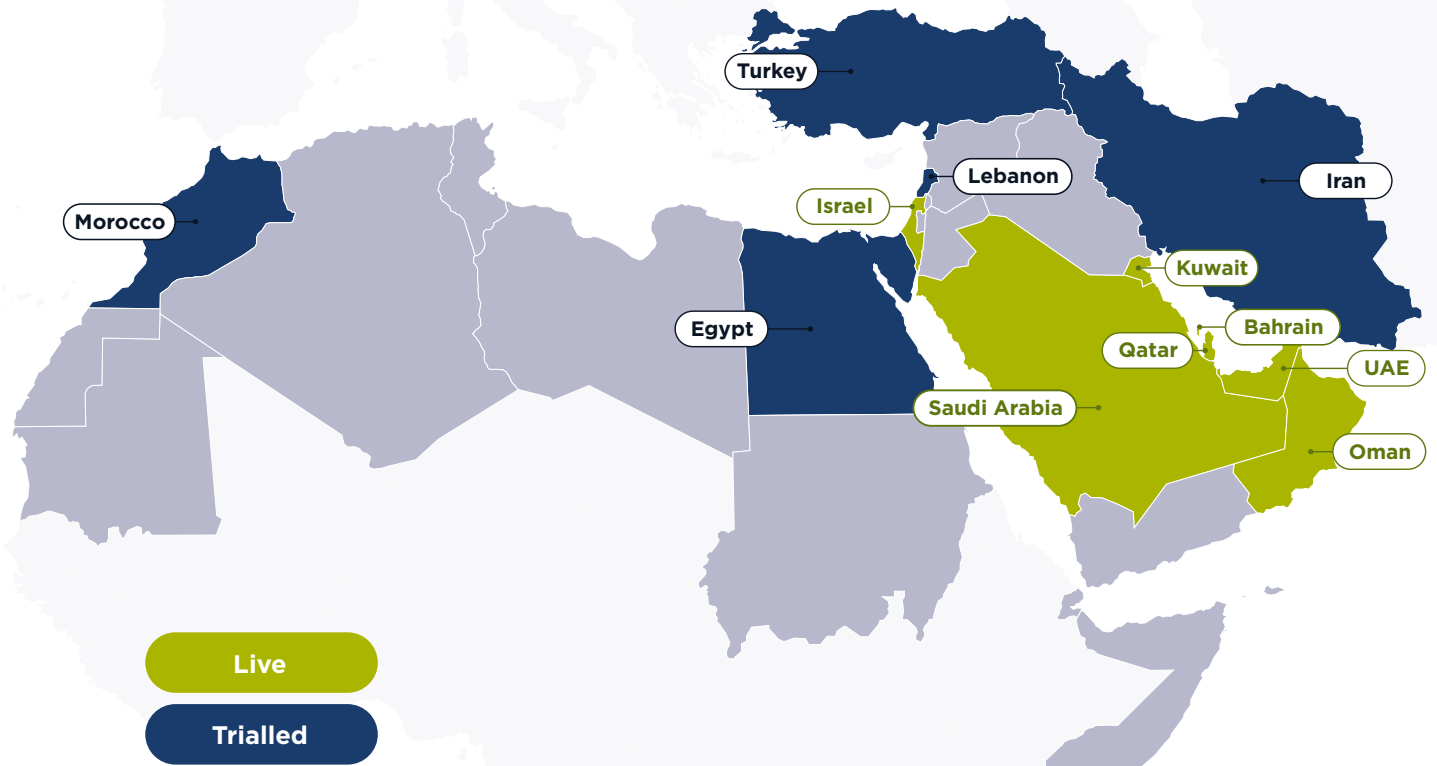 Turkey
Lebanon
Iran
Israel
Morocco
Kuwait
Egypt
Bahrain
Qatar
UAE
Saudi Arabia
Oman
Live
Trialled